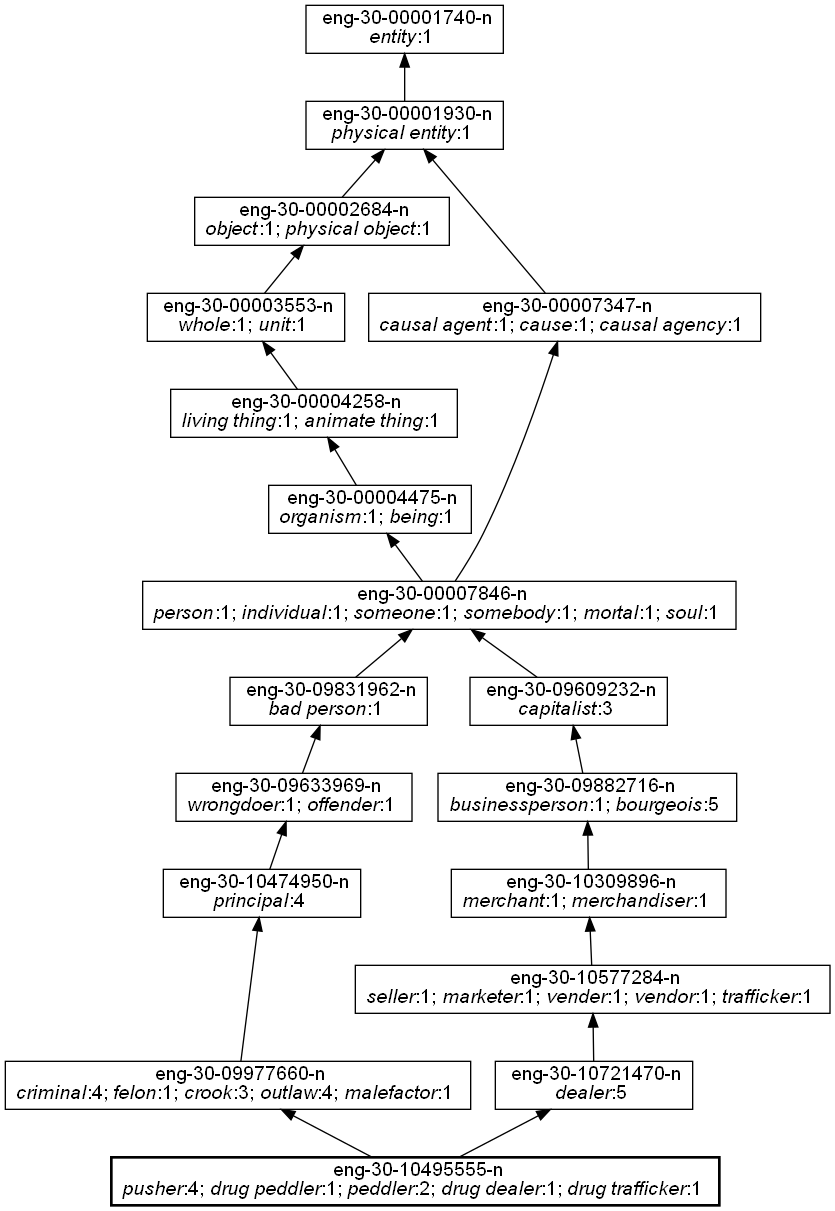 eng-30-00001740-n
entity:1
eng-30-00001930-n
physical entity:1
eng-30-00002684-n
object:1; physical object:1
eng-30-00003553-n
whole:1; unit:1
eng-30-00007347-n
causal agent:1; cause:1; causal agency:1
eng-30-00004258-n
living thing:1; animate thing:1
eng-30-00004475-n
organism:1; being:1
eng-30-00007846-n
person:1; individual:1; someone:1; somebody:1; mortal:1; soul:1
eng-30-09831962-n
bad person:1
eng-30-09609232-n
capitalist:3
eng-30-09633969-n
wrongdoer:1; offender:1
eng-30-09882716-n
businessperson:1; bourgeois:5
eng-30-10474950-n
principal:4
eng-30-10309896-n
merchant:1; merchandiser:1
eng-30-10577284-n
seller:1; marketer:1; vender:1; vendor:1; trafficker:1
eng-30-09977660-n
criminal:4; felon:1; crook:3; outlaw:4; malefactor:1
eng-30-10721470-n
dealer:5
eng-30-10495555-n
pusher:4; drug peddler:1; peddler:2; drug dealer:1; drug trafficker:1